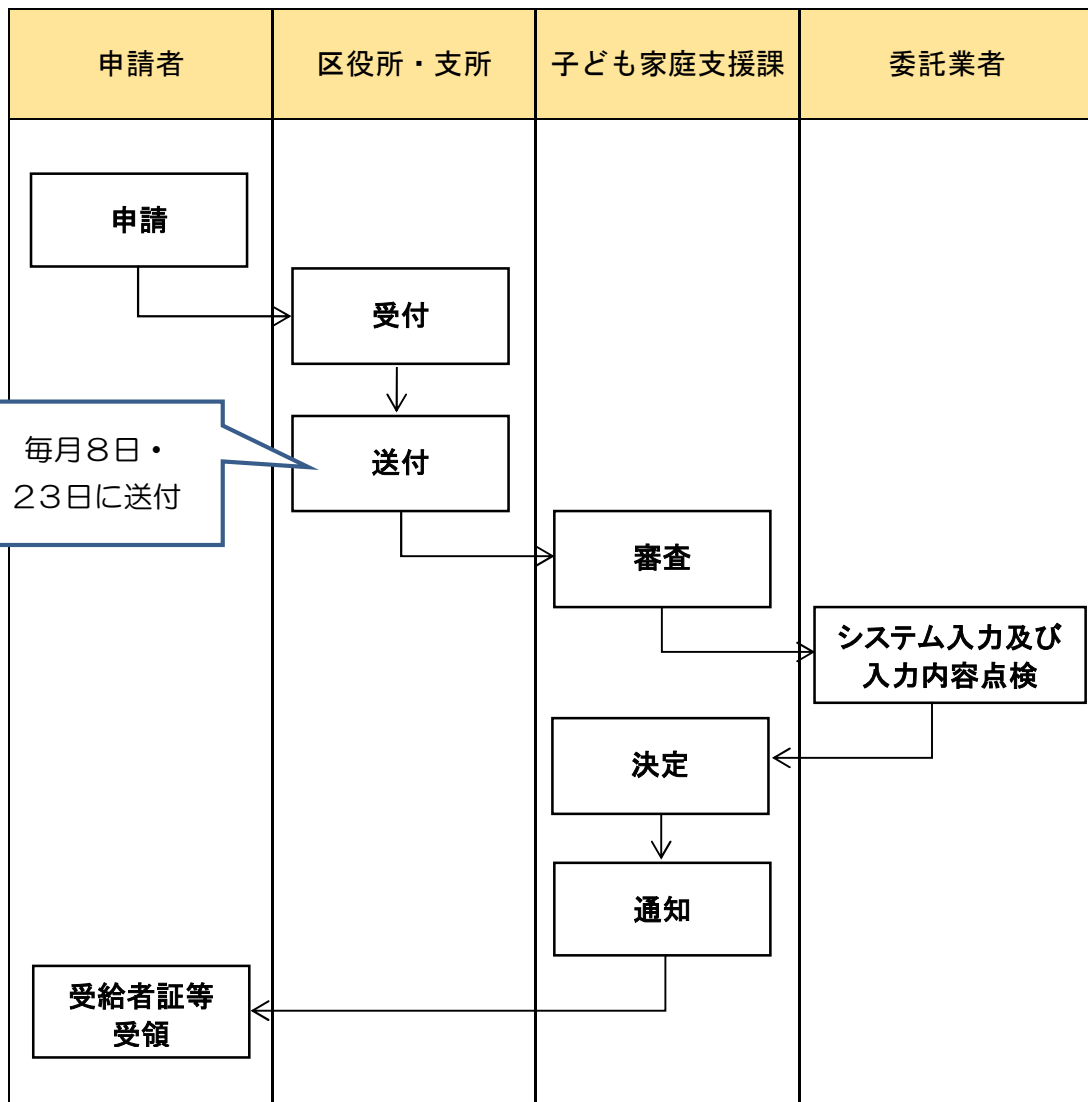 申請者
区役所・支所
子ども家庭支援課
委託業者
申請
受付
毎月８日・
２３日に送付
送付
審査
システム入力及び
入力内容点検
決定
通知
受給者証等
受領